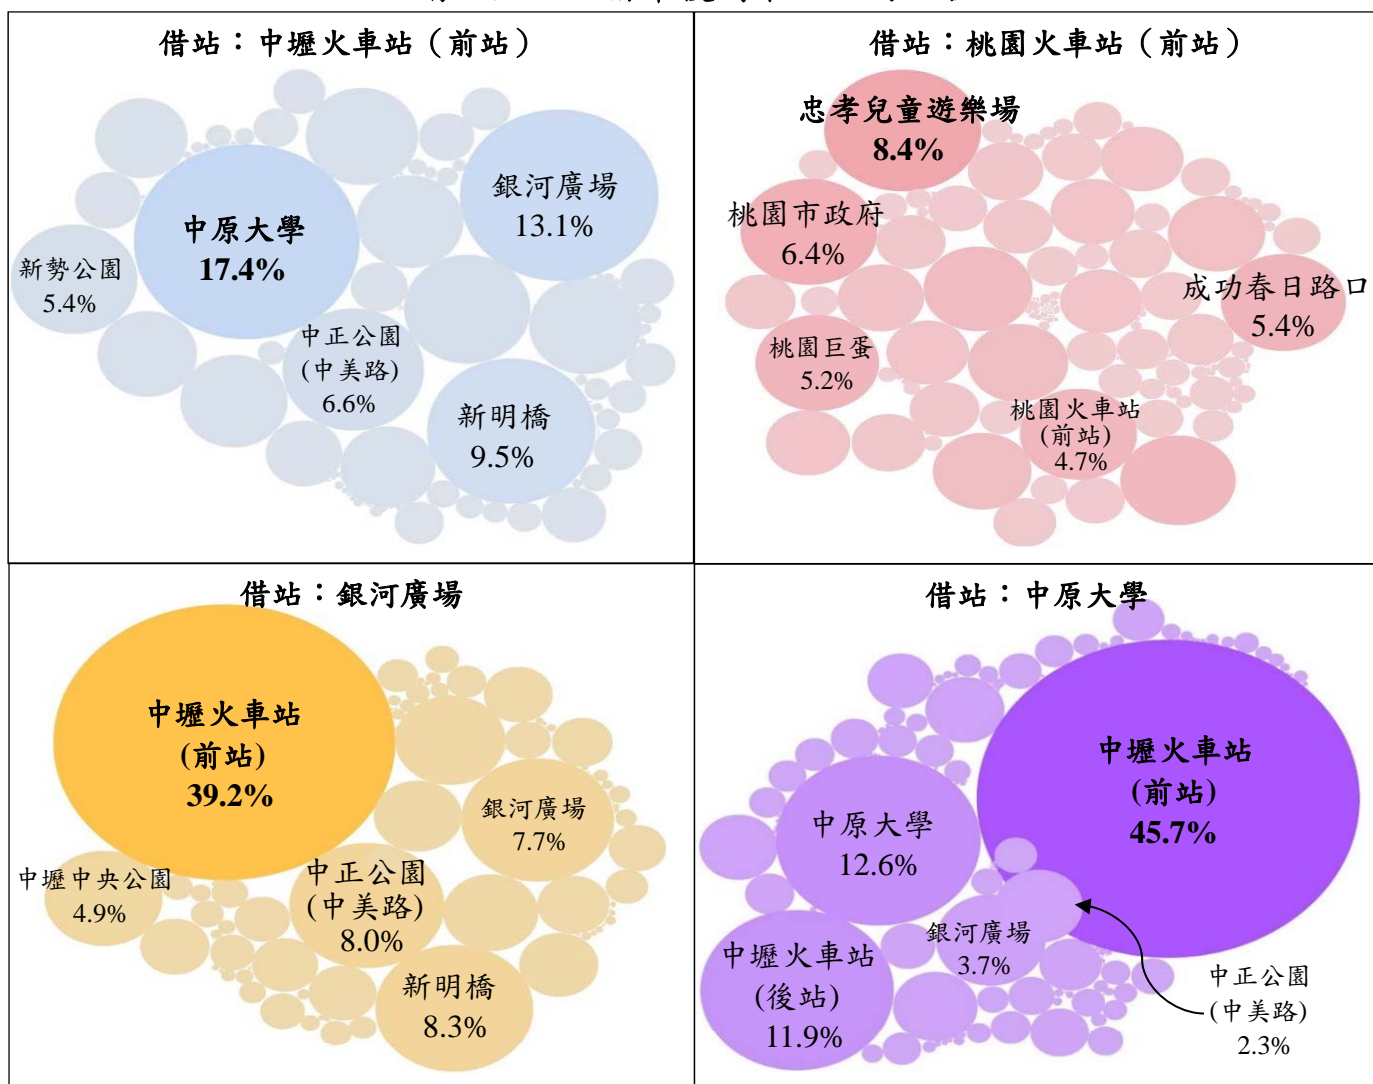 借站：中壢火車站（前站）
中原大學
17.4%
銀河廣場
13.1%
新勢公園
5.4%
中正公園
(中美路)
6.6%
新明橋
9.5%
借站：桃園火車站（前站）
忠孝兒童遊樂場
8.4%
桃園市政府
6.4%
成功春日路口
5.4%
桃園巨蛋
5.2%
桃園火車站
(前站)
4.7%
借站：銀河廣場
中壢火車站
(前站)
39.2%
銀河廣場
7.7%
中壢中央公園
4.9%
中正公園
(中美路)
8.0%
新明橋
8.3%
借站：中原大學
中壢火車站
(前站)
45.7%
中原大學
12.6%
銀河廣場
3.7%
中壢火車站
(後站)
11.9%
中正公園
(中美路)
2.3%